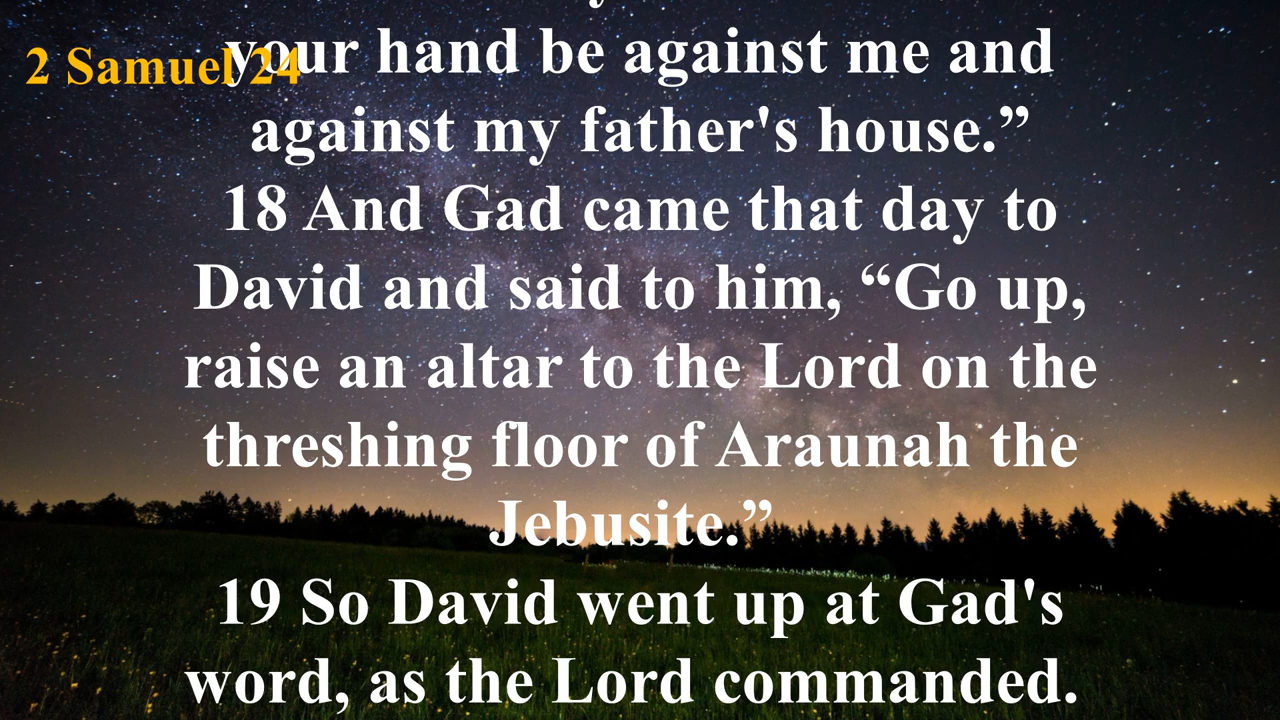 2 Samuel 24
your hand be against me and
against my father's house.”
18 And Gad came that day to
David and said to him, “Go up,
raise an altar to the Lord on the
threshing floor of Araunah the
Jebusite.”
19 So David went up at Gad's
word, as the Lord commanded.